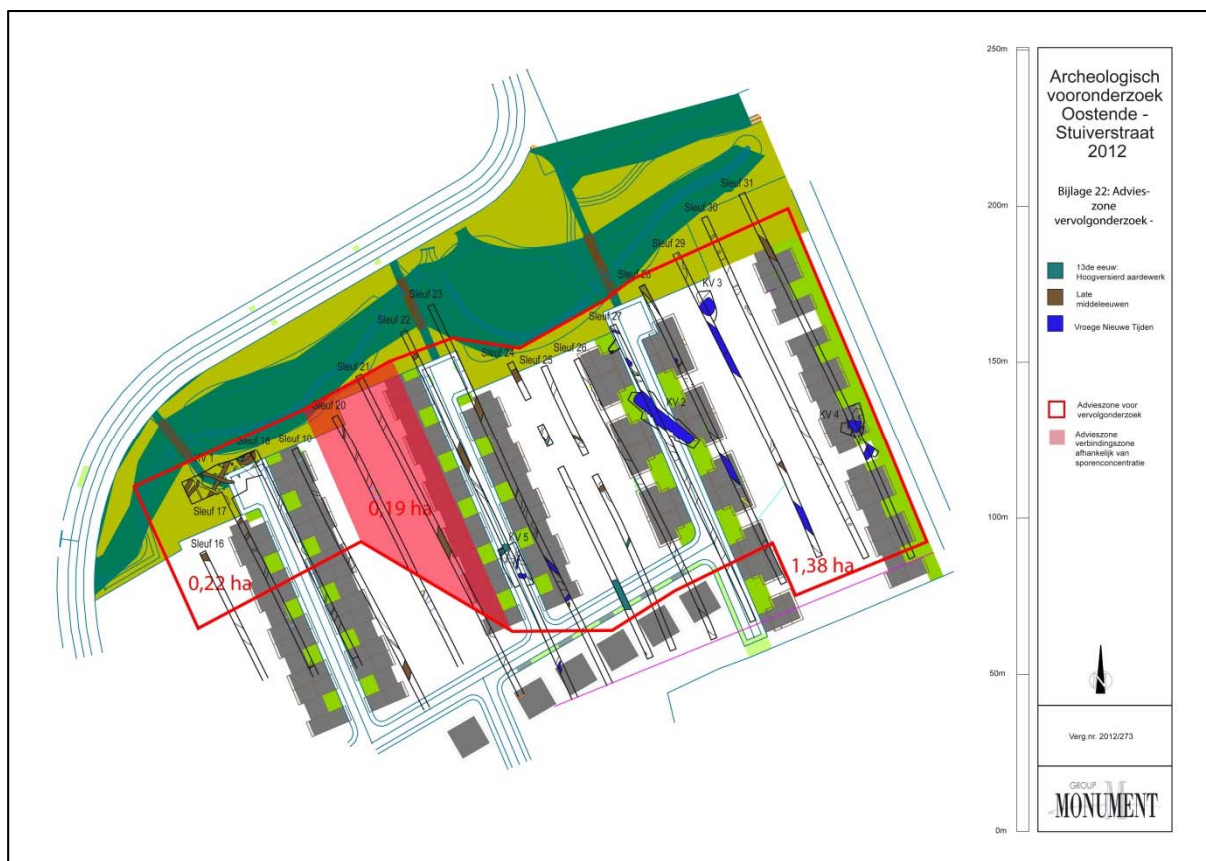 Archeologisch
vooronderzoek
Oostende -
Stuiverstraat
2012
Bijlage 22: Advies-
zone
vervolgonderzoek -
13de eeuw:
Hoogversierd aardewerk
Late
middeleeuwen
Vroege Nieuwe Tijden
Advieszone voor
vervolgonderzoek
Advieszone
verbindingszone
afhankelijk van
sporenconcentratie
N
Verg.nr. 2012/273
GROUP
M
MONUMENT
250m
200m
150m
100m
50m
0m
Sleuf 31
Sleuf 30
Sleuf 29
Sleuf 28
KV 3
Sleuf 27
Sleuf 23
Sleuf 22
Sleuf 24
Sleuf 25
Sleuf 26
Sleuf 21
KV 2
Sleuf 20
KV 4
Sleuf 18
Sleuf 19
KV 1
Sleuf 17
0,19 ha
KV 5
Sleuf 16
0,22 ha
1,38 ha